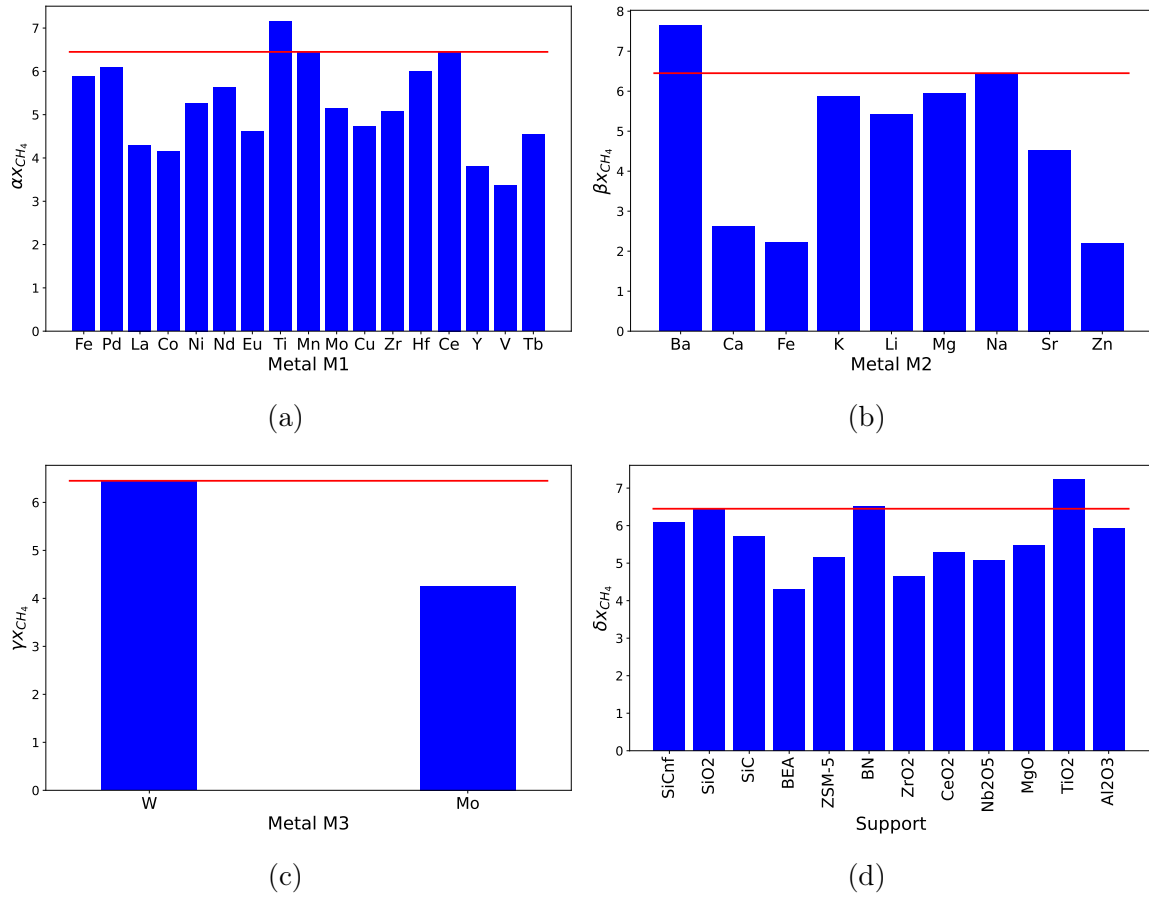 7
6
5
4
3
2
1
0
αx_{CH_4}
Fe Pd La Co Ni Nd Eu Ti Mn Mo Cu Zr Hf Ce Y V Tb
Metal M1
(a)
8
7
6
5
4
3
2
1
0
βx_{CH_4}
Ba Ca Fe K Li Mg Na Sr Zn
Metal M2
(b)
6
5
4
3
2
1
0
γx_{CH_4}
W Mo
Metal M3
(c)
7
6
5
4
3
2
1
0
δx_{CH_4}
SiCnf SiO2 SiC BEA ZSM-5 BN ZrO2 CeO2 Nb2O5 MgO TiO2 Al2O3
Support
(d)